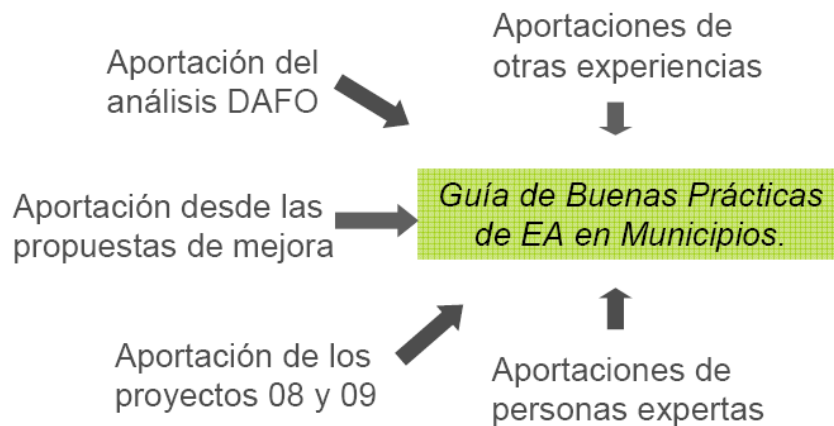 Aportaciones de
otras experiencias
Aportación del
análisis DAFO
Guía de Buenas Prácticas
de EA en Municipios.
Aportación desde las
propuestas de mejora
Aportación de los
proyectos 08 y 09
Aportaciones de
personas expertas